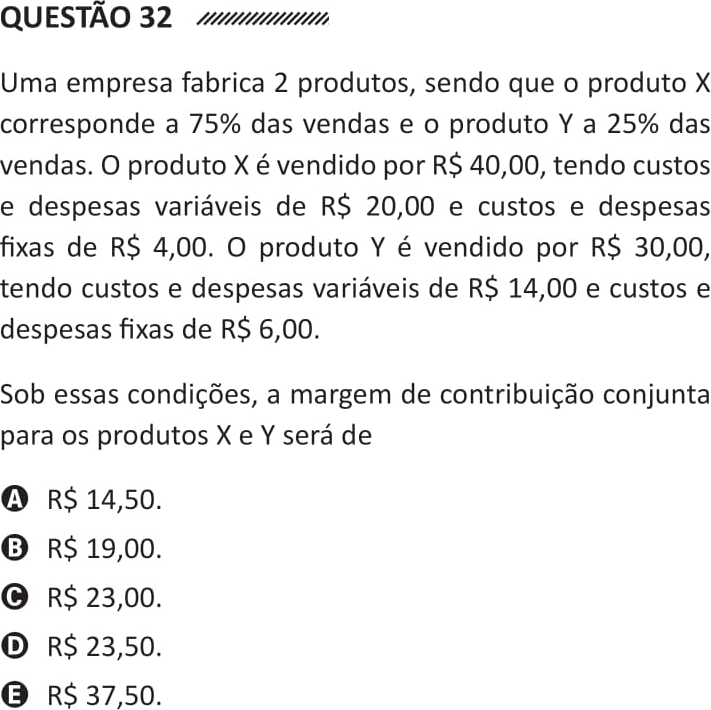 QUESTÃO 32
Uma empresa fabrica 2 produtos, sendo que o produto X
corresponde a 75% das vendas e o produto Y a 25% das
vendas. O produto X é vendido por R$ 40,00, tendo custos
e despesas variáveis de R$ 20,00 e custos e despesas
fixas de R$ 4,00. O produto Y é vendido por R$ 30,00,
tendo custos e despesas variáveis de R$ 14,00 e custos e
despesas fixas de R$ 6,00.
Sob essas condições, a margem de contribuição conjunta
para os produtos X e Y será de
A R$ 14,50.
B R$ 19,00.
C R$ 23,00.
D R$ 23,50.
E R$ 37,50.